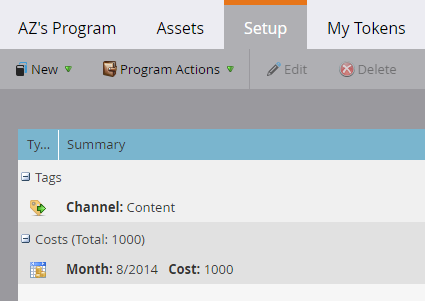 AZ's Program Assets Setup My Tokens
New Program Actions Edit Delete
Ty... Summary
Tags
Channel: Content
Costs (Total: 1000)
Month: 8/2014 Cost: 1000